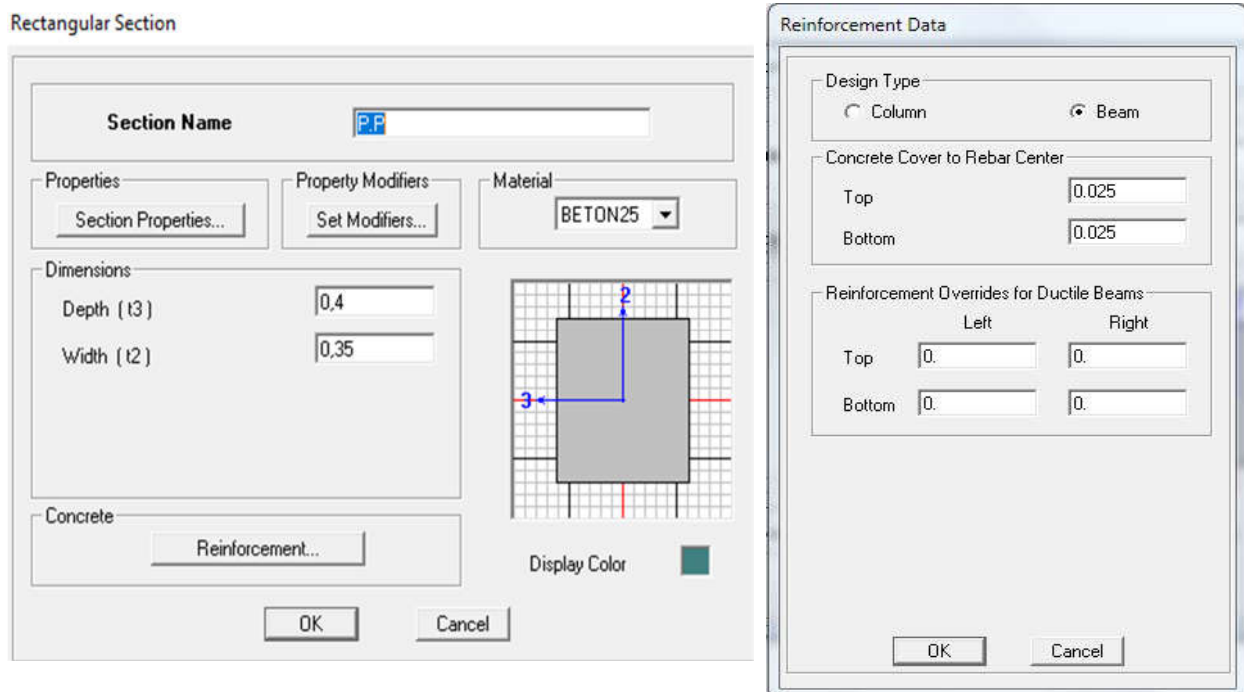 Rectangular Section
Section Name P.P
Properties
Section Properties...
Property Modifiers
Set Modifiers...
Material
BETON25
Dimensions
Depth ( t3 ) 0,4
Width ( t2 ) 0,35
2
3
Concrete
Reinforcement...
Display Color
OK Cancel
Reinforcement Data
Design Type
Column Beam
Concrete Cover to Rebar Center
Top 0.025
Bottom 0.025
Reinforcement Overrides for Ductile Beams
Left Right
Top 0. 0.
Bottom 0. 0.
OK Cancel